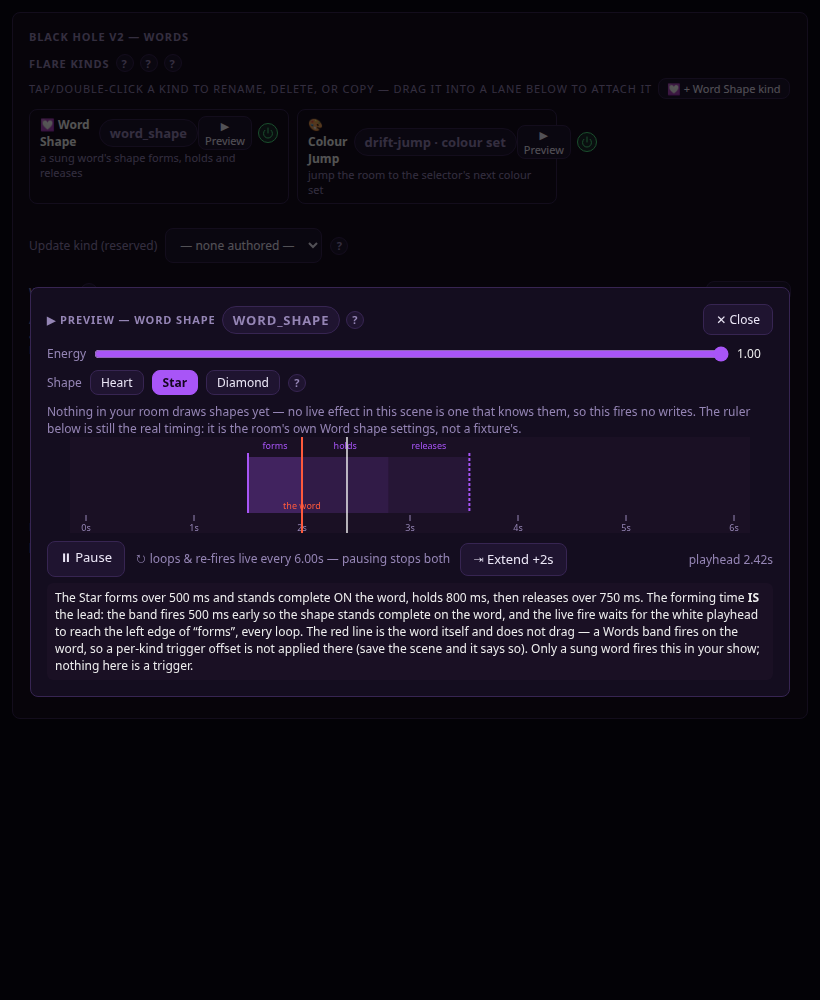 BLACK HOLE V2 — WORDS
FLARE KINDS ? ? ?
TAP/DOUBLE-CLICK A KIND TO RENAME, DELETE, OR COPY — DRAG IT INTO A LANE BELOW TO ATTACH IT + Word Shape kind
Word Shape word_shape ▶ Preview
a sung word's shape forms, holds and releases
Colour Jump drift-jump · colour set ▶ Preview
jump the room to the selector's next colour set
Update kind (reserved) — none authored — ?
▶ PREVIEW — WORD SHAPE WORD_SHAPE ? ✕ Close
Energy 1.00
Shape Heart Star Diamond ?
Nothing in your room draws shapes yet — no live effect in this scene is one that knows them, so this fires no writes. The ruler
below is still the real timing: it is the room's own Word shape settings, not a fixture's.
forms holds releases
the word
0s 1s 2s 3s 4s 5s 6s
⏸ Pause ↻ loops & re-fires live every 6.00s — pausing stops both ⇥ Extend +2s playhead 2.42s
The Star forms over 500 ms and stands complete ON the word, holds 800 ms, then releases over 750 ms. The forming time IS
the lead: the band fires 500 ms early so the shape stands complete on the word, and the live fire waits for the white playhead
to reach the left edge of “forms”, every loop. The red line is the word itself and does not drag — a Words band fires on the
word, so a per-kind trigger offset is not applied there (save the scene and it says so). Only a sung word fires this in your show;
nothing here is a trigger.